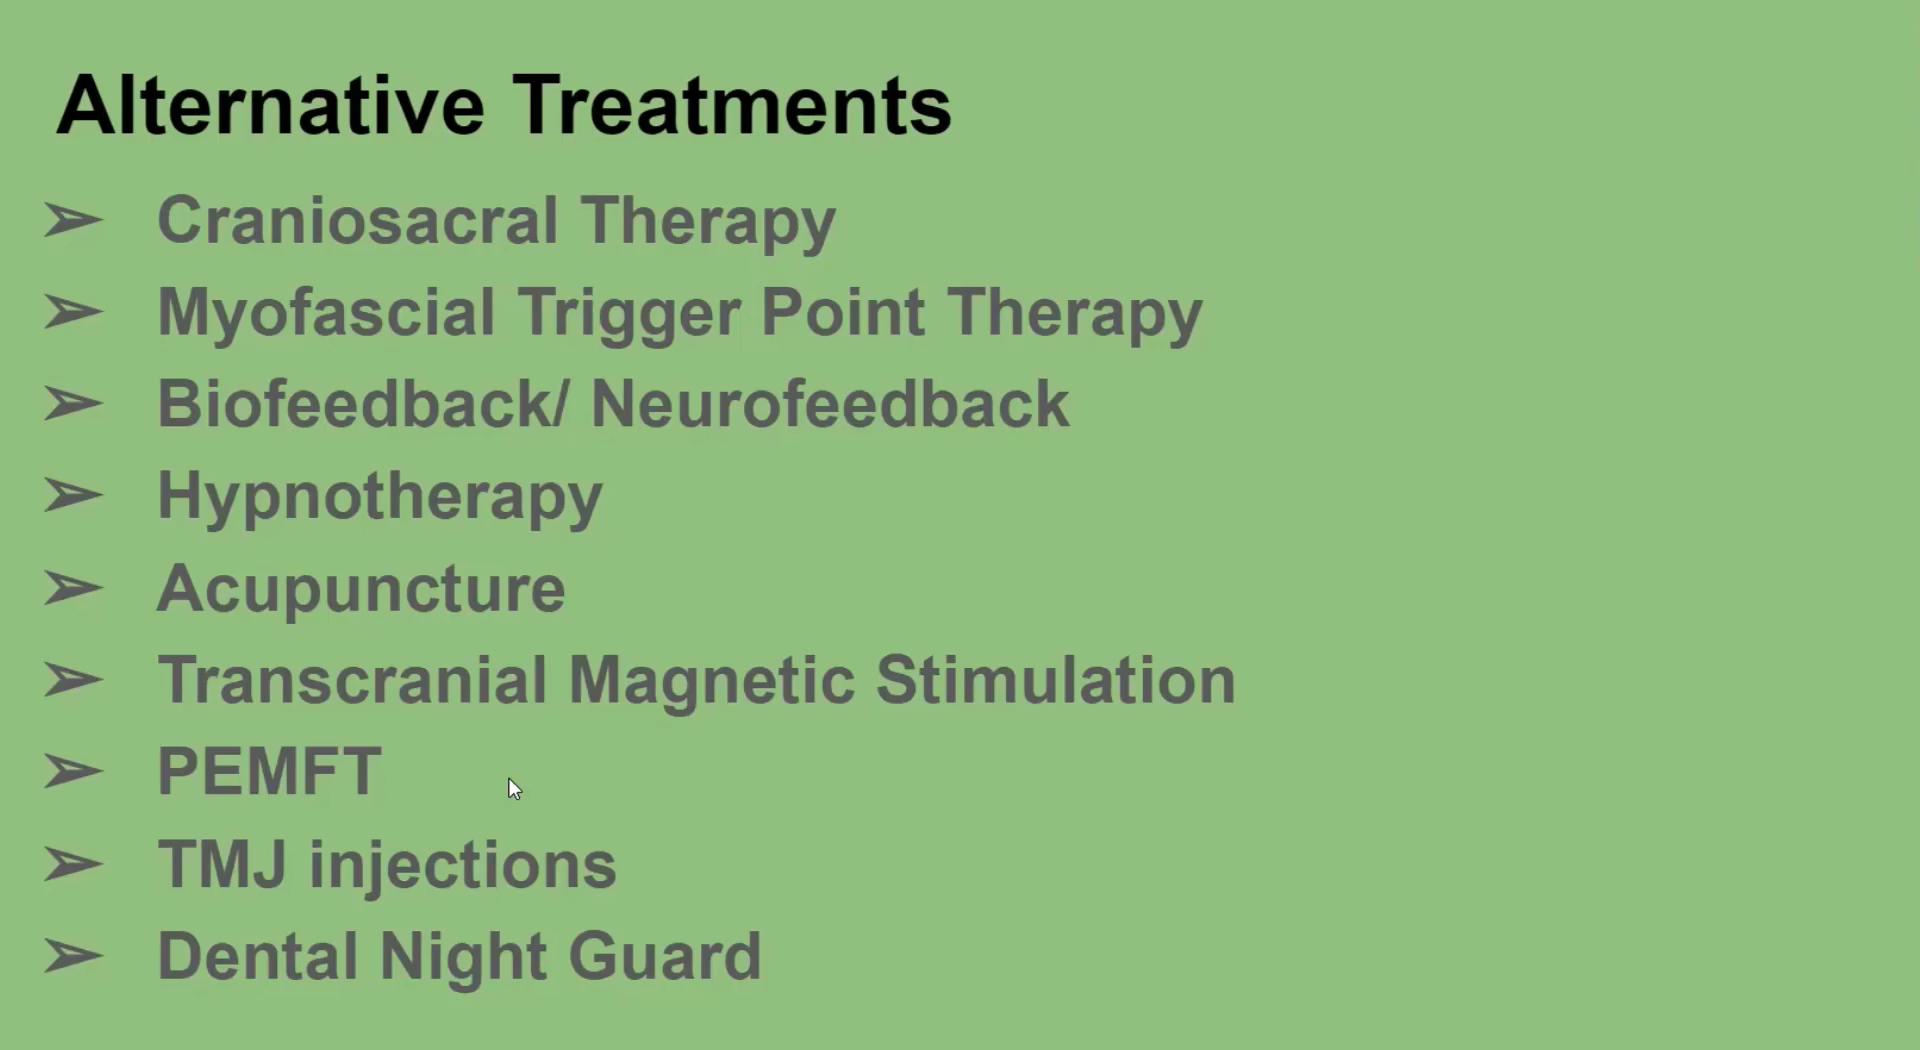 Alternative Treatments
➢ Craniosacral Therapy
➢ Myofascial Trigger Point Therapy
➢ Biofeedback/ Neurofeedback
➢ Hypnotherapy
➢ Acupuncture
➢ Transcranial Magnetic Stimulation
➢ PEMFT
➢ TMJ injections
➢ Dental Night Guard